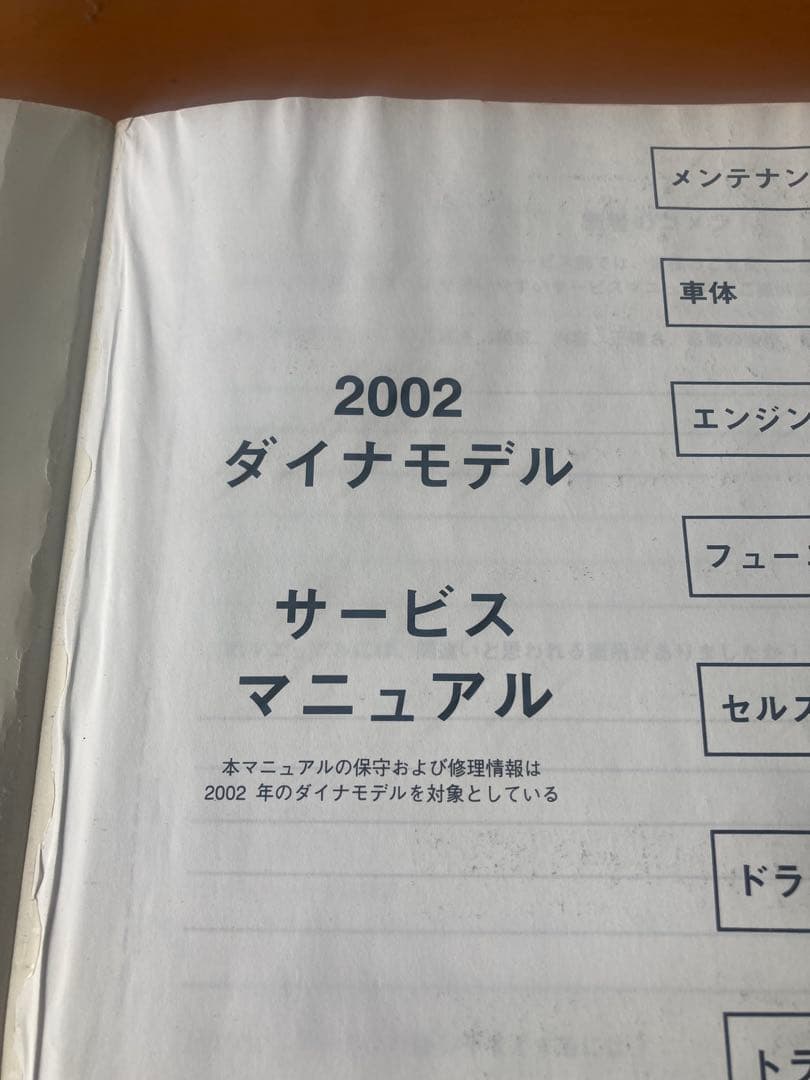 2002
ダイナモデル
サービス
マニュアル
本マニュアルの保守および修理情報は
2002 年のダイナモデルを対象としている
メンテナン
車体
エンジン
フュー
セルス
ドラ
トラ